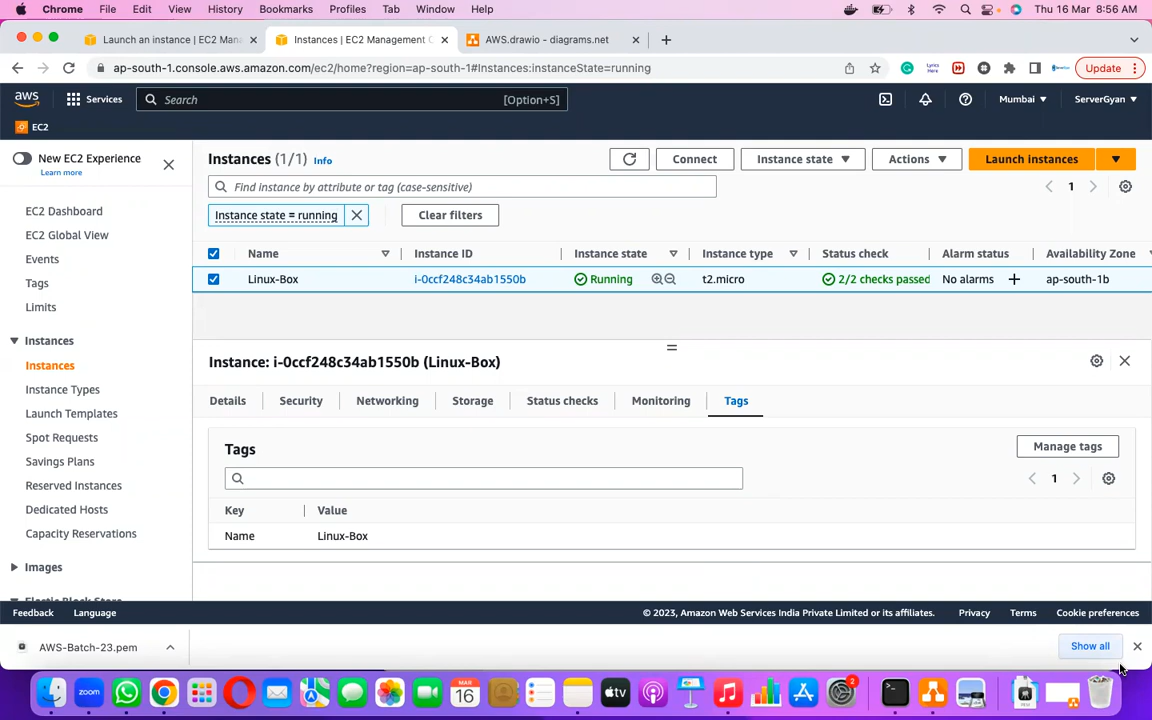 Chrome File Edit View History Bookmarks Profiles Tab Window Help Thu 16 Mar 8:56 AM
Launch an instance | EC2 Mana Instances | EC2 Management C AWS.drawio - diagrams.net
ap-south-1.console.aws.amazon.com/ec2/home?region=ap-south-1#Instances:instanceState=running Update
aws Services Search [Option+S] Mumbai ServerGyan
EC2
New EC2 Experience
Learn more
Instances (1/1) Info Connect Instance state Actions Launch instances
Find instance by attribute or tag (case-sensitive) 1
Instance state = running Clear filters
EC2 Dashboard
EC2 Global View
Events
Tags
Limits
Instances
Instances
Instance Types
Launch Templates
Spot Requests
Savings Plans
Reserved Instances
Dedicated Hosts
Capacity Reservations
Images
Name Instance ID Instance state Instance type Status check Alarm status Availability Zone
Linux-Box i-0ccf248c34ab1550b Running t2.micro 2/2 checks passed No alarms ap-south-1b
Instance: i-0ccf248c34ab1550b (Linux-Box)
Details Security Networking Storage Status checks Monitoring Tags
Tags Manage tags
1
Key Value
Name Linux-Box
Feedback Language © 2023, Amazon Web Services India Private Limited or its affiliates. Privacy Terms Cookie preferences
AWS-Batch-23.pem Show all
zoom MAR 16 tv 2